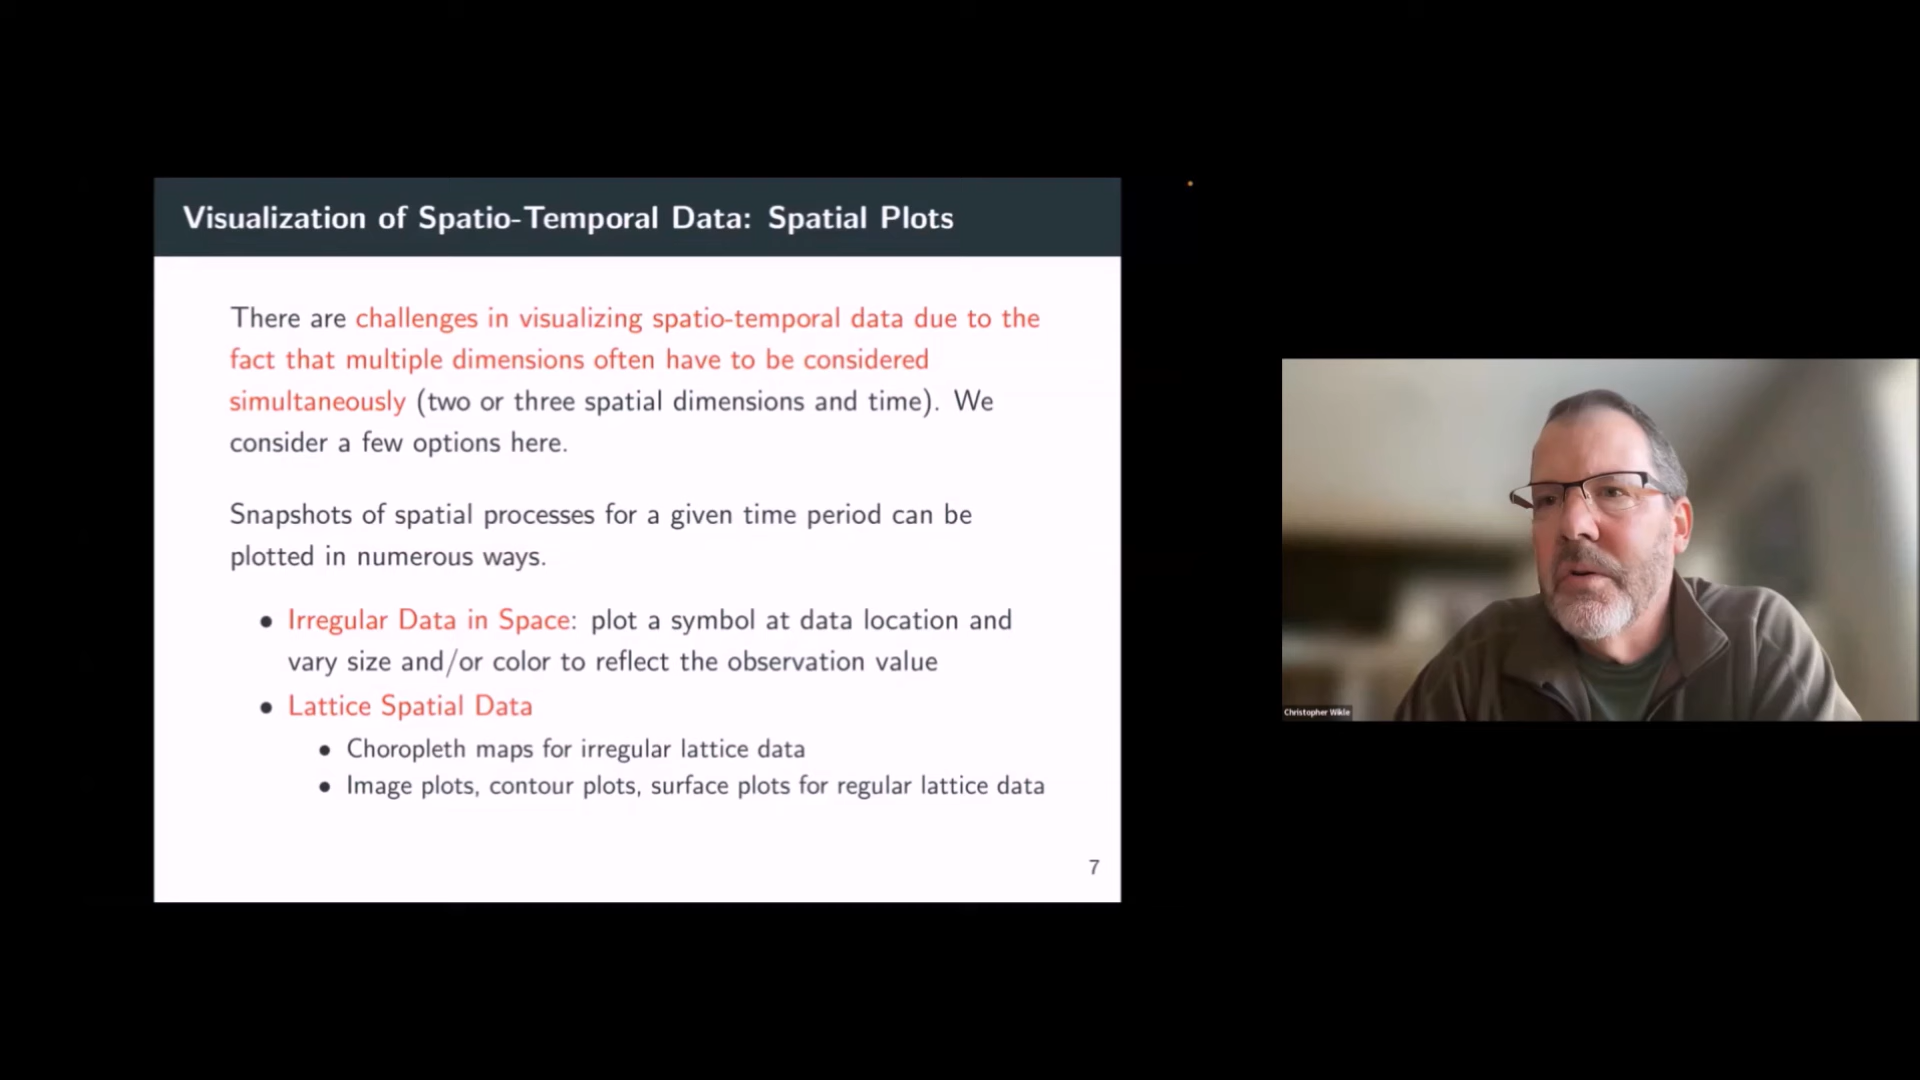 Visualization of Spatio-Temporal Data: Spatial Plots
There are challenges in visualizing spatio-temporal data due to the
fact that multiple dimensions often have to be considered
simultaneously (two or three spatial dimensions and time). We
consider a few options here.
Snapshots of spatial processes for a given time period can be
plotted in numerous ways.
• Irregular Data in Space: plot a symbol at data location and
vary size and/or color to reflect the observation value
• Lattice Spatial Data
• Choropleth maps for irregular lattice data
• Image plots, contour plots, surface plots for regular lattice data
7
Christopher Wikle